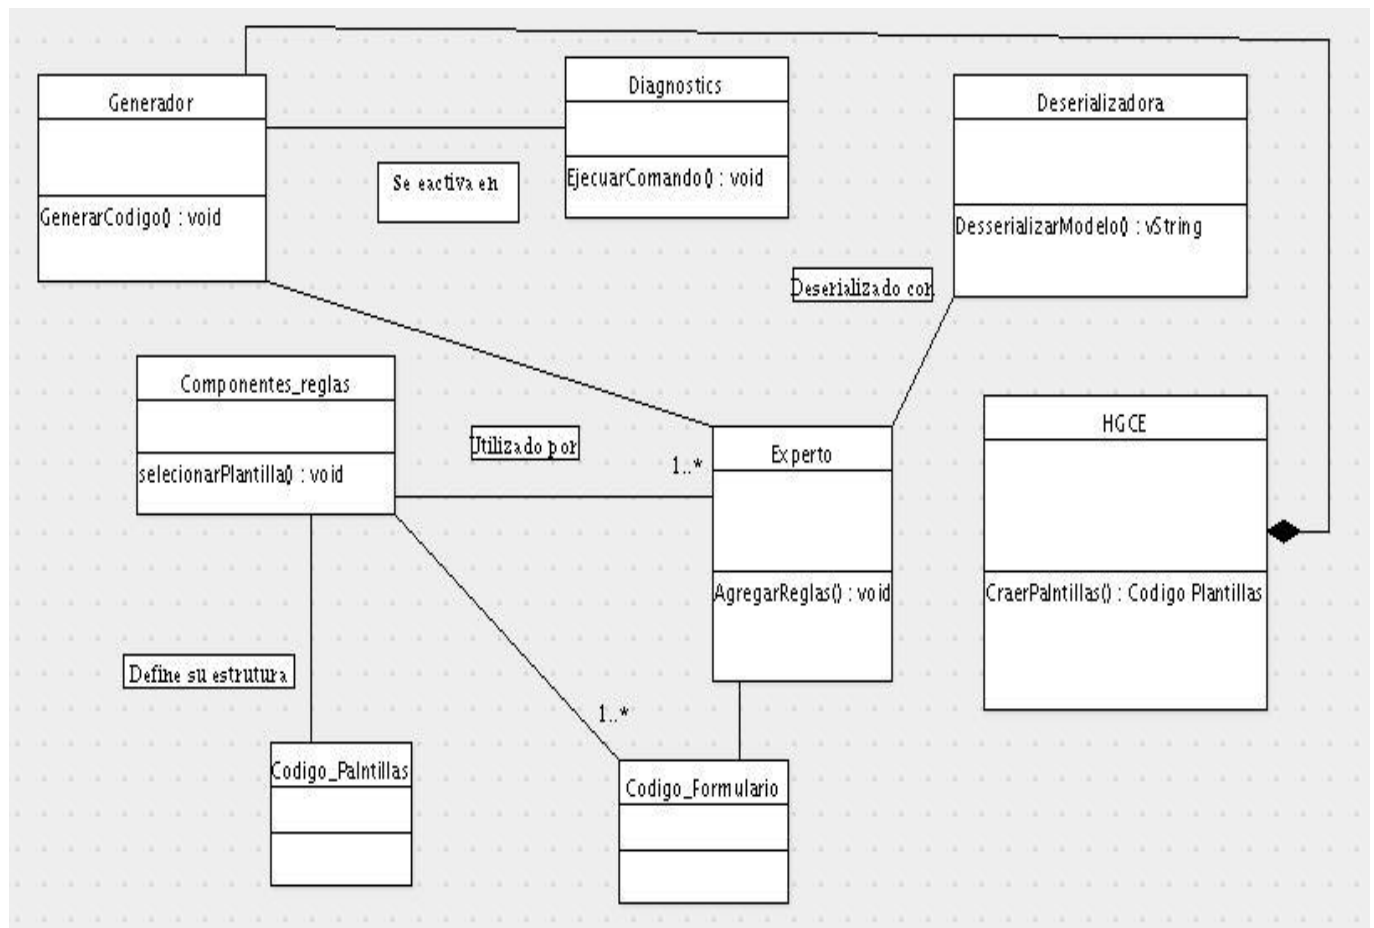 Generador
GenerarCodigo() : void
Se eactiva en
Diagnostics
EjecuarComando() : void
Deserializadora
DesserializarModelo() : vString
Deserializado con
Componentes_reglas
selecionarPlantilla() : void
Utilizado por
1..*
Experto
AgregarReglas() : void
HGCE
CraerPalntillas() : Codigo Plantillas
Define su estrutura
1..*
Codigo_Palntillas
Codigo_Formulario